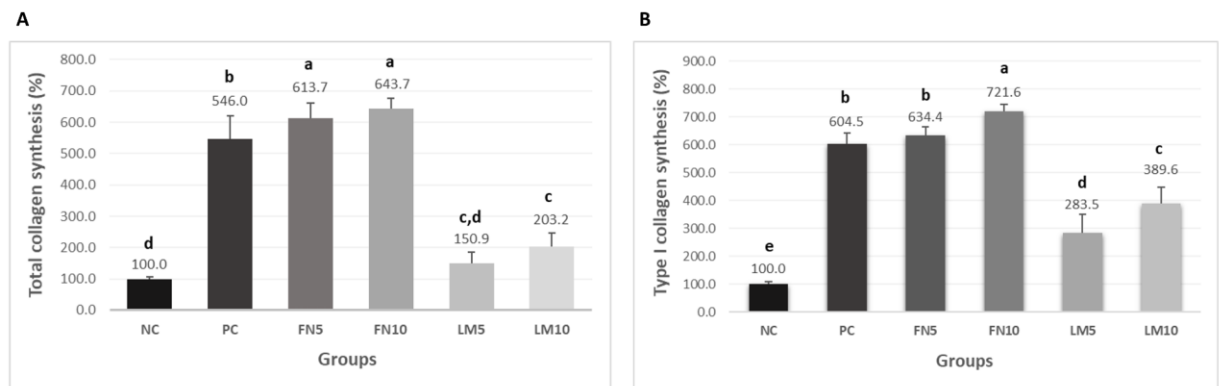 A
Total collagen synthesis (%)
800.0
700.0
600.0
500.0
400.0
300.0
200.0
100.0
0.0
d
100.0
b
546.0
a
613.7
a
643.7
c,d
150.9
c
203.2
NC PC FN5 FN10 LM5 LM10
Groups
B
Type I collagen synthesis (%)
900.0
800.0
700.0
600.0
500.0
400.0
300.0
200.0
100.0
0.0
e
100.0
b
604.5
b
634.4
a
721.6
d
283.5
c
389.6
NC PC FN5 FN10 LM5 LM10
Groups